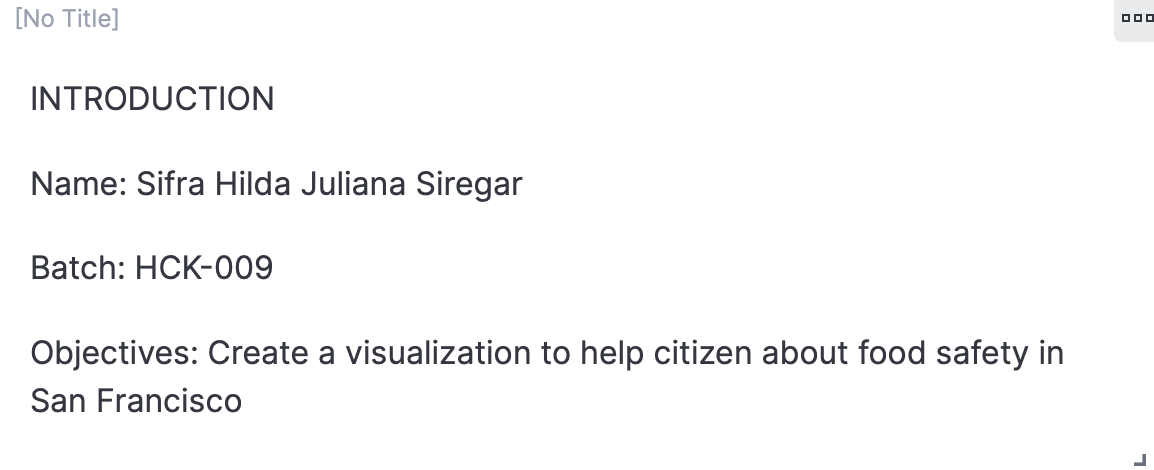 [No Title]
INTRODUCTION
Name: Sifra Hilda Juliana Siregar
Batch: HCK-009
Objectives: Create a visualization to help citizen about food safety in
San Francisco